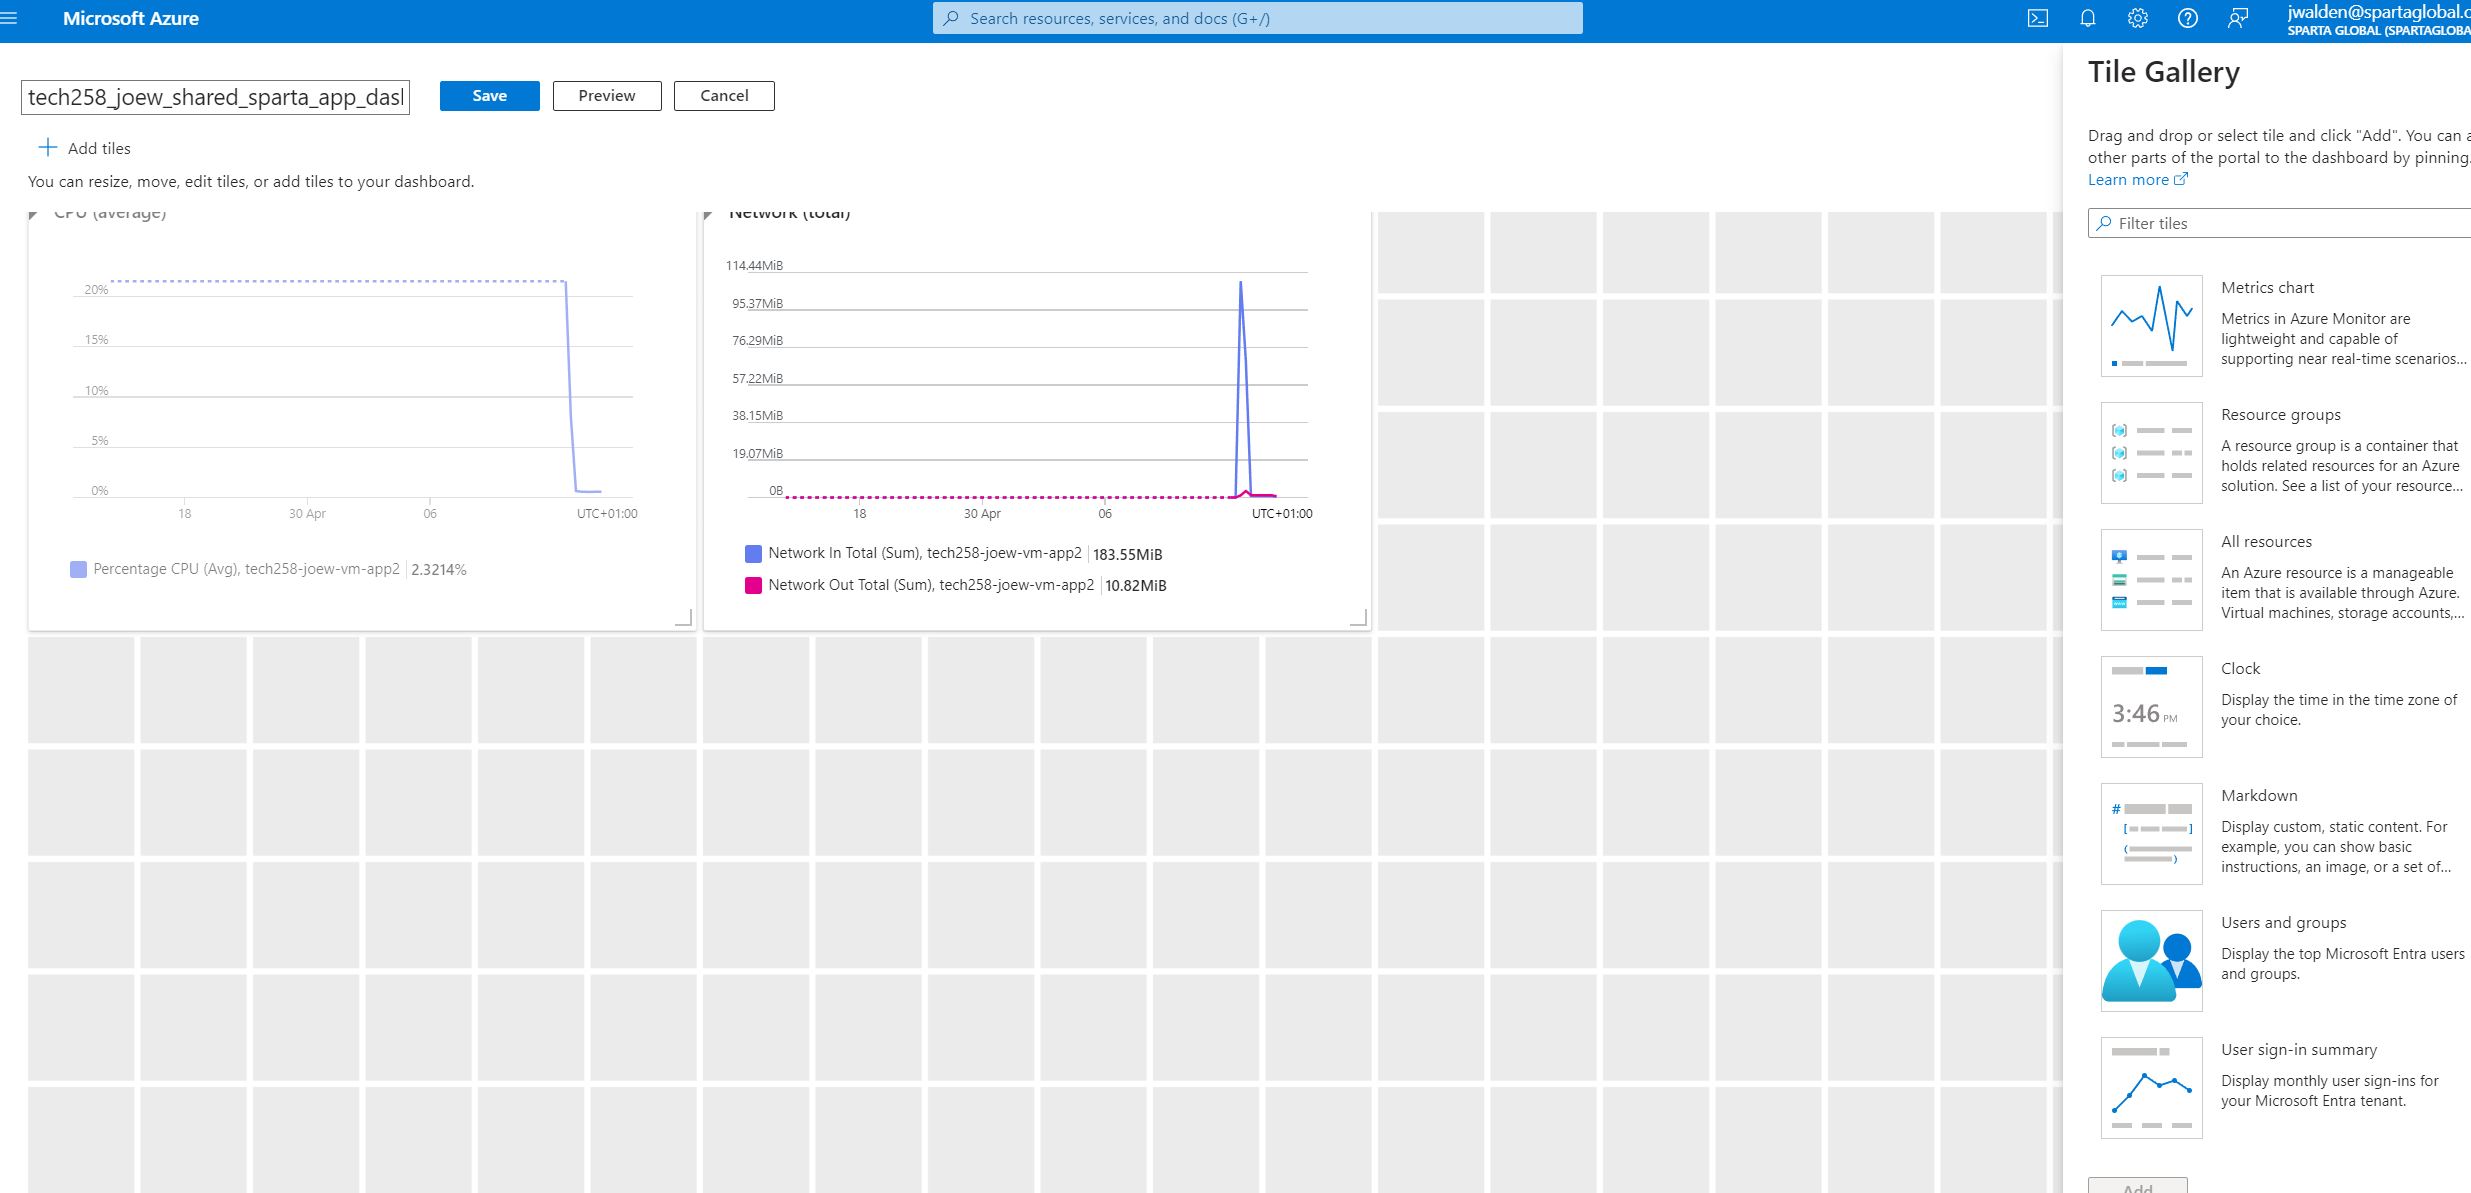 Microsoft Azure
Search resources, services, and docs (G+/)
jwalden@spartaglobal.c
SPARTA GLOBAL (SPARTAGLOBA
tech258_joew_shared_sparta_app_das
Save
Preview
Cancel
Add tiles
You can resize, move, edit tiles, or add tiles to your dashboard.
CPU (average)
20%
15%
10%
5%
0%
18
30 Apr
06
UTC+01:00
Percentage CPU (Avg), tech258-joew-vm-app2
2.3214%
Network (total)
114.44MiB
95.37MiB
76.29MiB
57.22MiB
38.15MiB
19.07MiB
0B
18
30 Apr
06
UTC+01:00
Network In Total (Sum), tech258-joew-vm-app2
183.55MiB
Network Out Total (Sum), tech258-joew-vm-app2
10.82MiB
Tile Gallery
Drag and drop or select tile and click "Add". You can a
other parts of the portal to the dashboard by pinning.
Learn more
Filter tiles
Metrics chart
Metrics in Azure Monitor are
lightweight and capable of
supporting near real-time scenarios...
Resource groups
A resource group is a container that
holds related resources for an Azure
solution. See a list of your resource...
All resources
An Azure resource is a manageable
item that is available through Azure.
Virtual machines, storage accounts,...
3:46 PM
Clock
Display the time in the time zone of
your choice.
#
Markdown
Display custom, static content. For
example, you can show basic
instructions, an image, or a set of...
Users and groups
Display the top Microsoft Entra users
and groups.
User sign-in summary
Display monthly user sign-ins for
your Microsoft Entra tenant.
Add